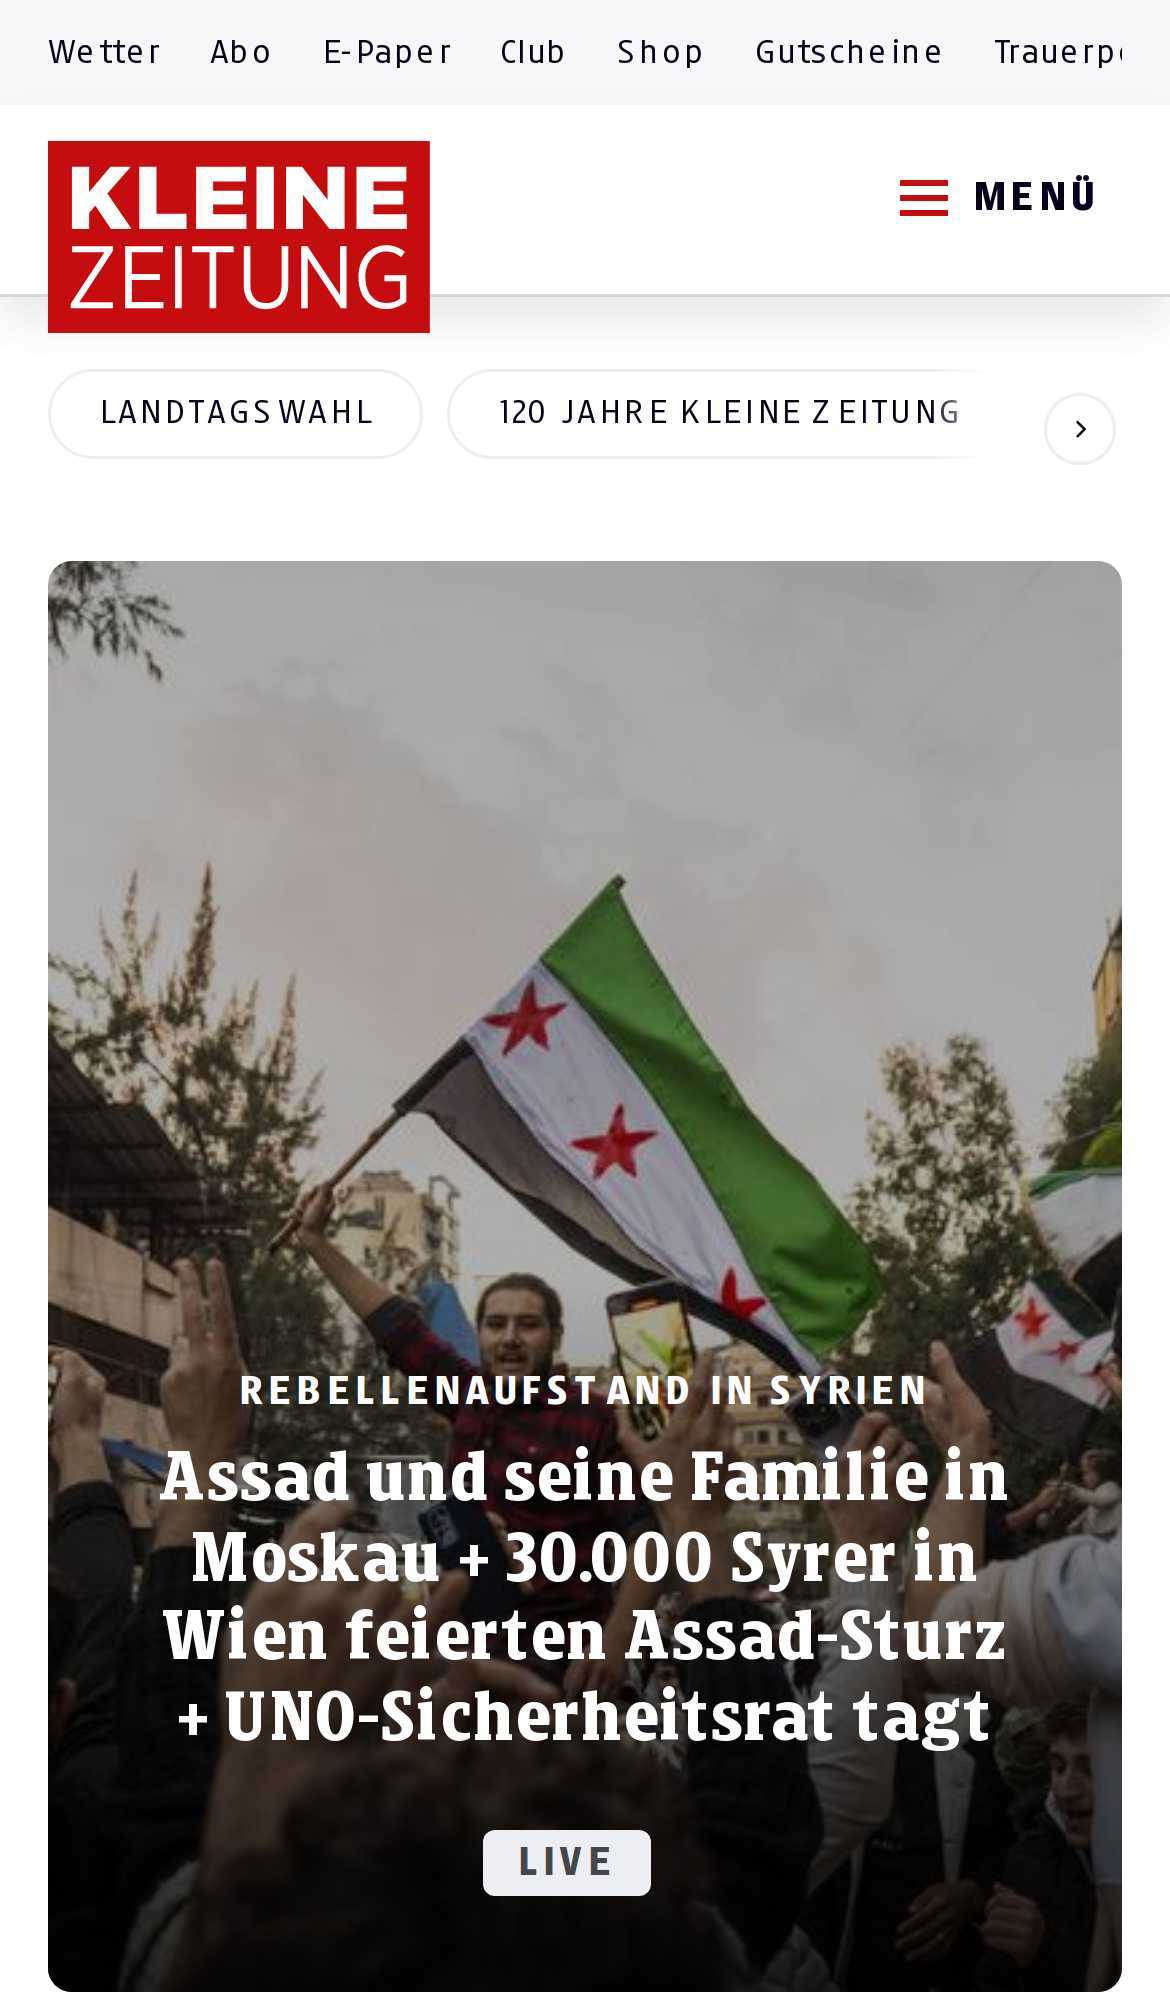 Wetter Abo E-Paper Club Shop Gutscheine Trauerp
KLEINE
ZEITUNG
MENÜ
LANDTAGSWAHL 120 JAHRE KLEINE ZEITUNG
REBELLENAUFSTAND IN SYRIEN
Assad und seine Familie in
Moskau + 30.000 Syrer in
Wien feierten Assad-Sturz
+ UNO-Sicherheitsrat tagt
LIVE